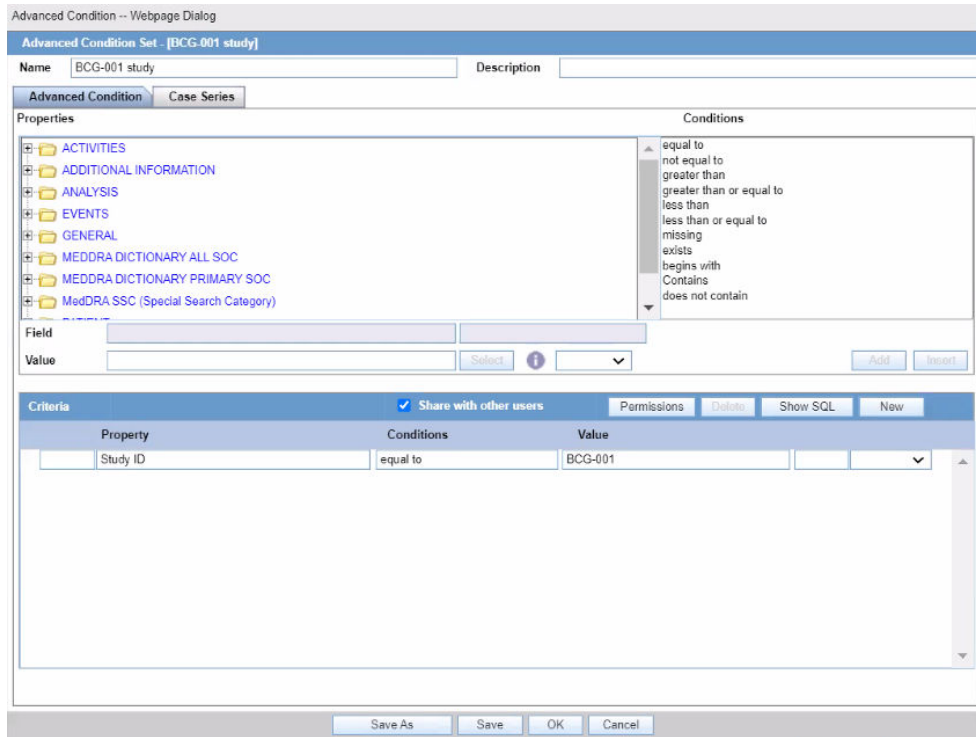 Advanced Condition -- Webpage Dialog
Advanced Condition Set - [BCG-001 study]
Name BCG-001 study Description
Advanced Condition Case Series
Properties Conditions
ACTIVITIES
ADDITIONAL INFORMATION
ANALYSIS
EVENTS
GENERAL
MEDDRA DICTIONARY ALL SOC
MEDDRA DICTIONARY PRIMARY SOC
MedDRA SSC (Special Search Category)
equal to
not equal to
greater than
greater than or equal to
less than
less than or equal to
missing
exists
begins with
Contains
does not contain
Field
Value Select i Add Insert
Criteria Share with other users Permissions Delete Show SQL New
Property Conditions Value
Study ID equal to BCG-001
Save As Save OK Cancel